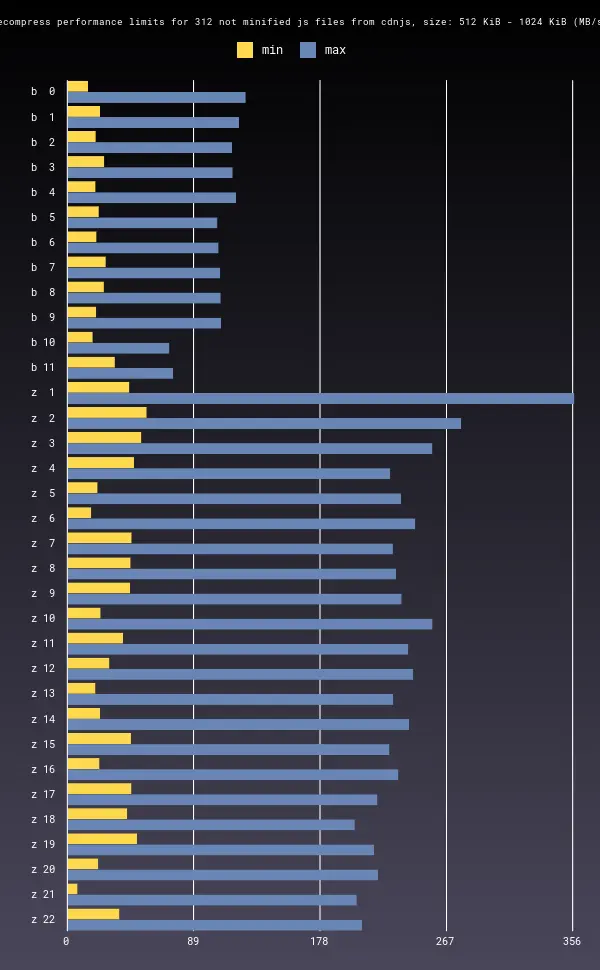 ecompress performance limits for 312 not minified js files from cdnjs, size: 512 KiB - 1024 KiB (MB/s
min max
b 0
b 1
b 2
b 3
b 4
b 5
b 6
b 7
b 8
b 9
b 10
b 11
z 1
z 2
z 3
z 4
z 5
z 6
z 7
z 8
z 9
z 10
z 11
z 12
z 13
z 14
z 15
z 16
z 17
z 18
z 19
z 20
z 21
z 22
0 89 178 267 356